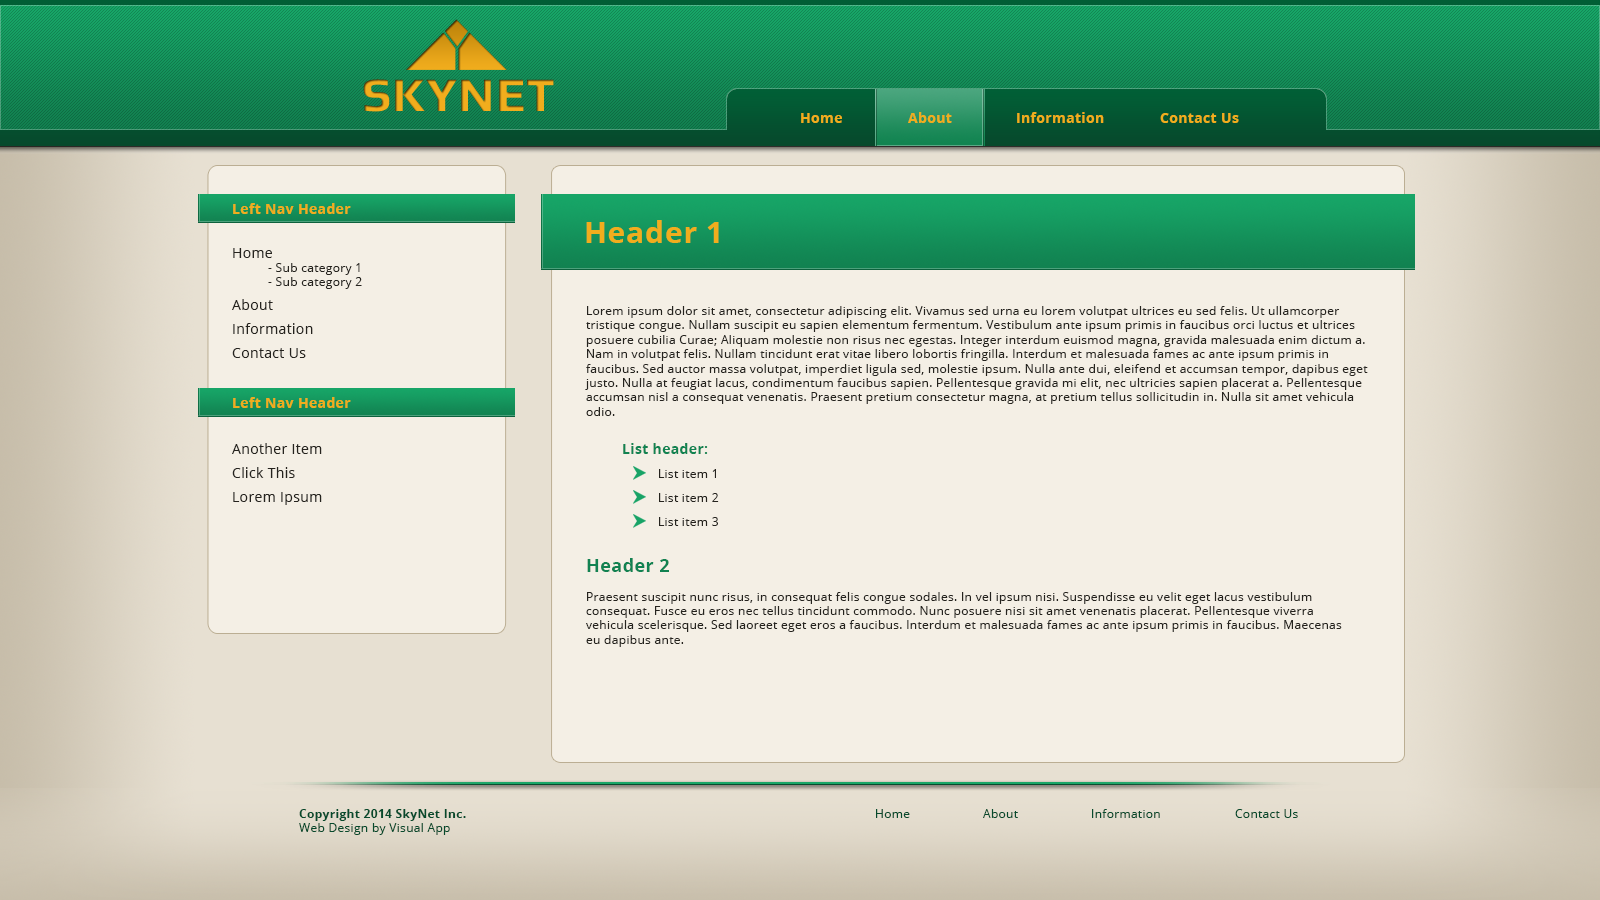 SKYNET
Home
About
Information
Contact Us
Left Nav Header
Home
- Sub category 1
- Sub category 2
About
Information
Contact Us
Left Nav Header
Another Item
Click This
Lorem Ipsum
Header 1
Lorem ipsum dolor sit amet, consectetur adipiscing elit. Vivamus sed urna eu lorem volutpat ultrices eu sed felis. Ut ullamcorper
tristique congue. Nullam suscipit eu sapien elementum fermentum. Vestibulum ante ipsum primis in faucibus orci luctus et ultrices
posuere cubilia Curae; Aliquam molestie non risus nec egestas. Integer interdum euismod magna, gravida malesuada enim dictum a.
Nam in volutpat felis. Nullam tincidunt erat vitae libero lobortis fringilla. Interdum et malesuada fames ac ante ipsum primis in
faucibus. Sed auctor massa volutpat, imperdiet ligula sed, molestie ipsum. Nulla ante dui, eleifend et accumsan tempor, dapibus eget
justo. Nulla at feugiat lacus, condimentum faucibus sapien. Pellentesque gravida mi elit, nec ultricies sapien placerat a. Pellentesque
accumsan nisl a consequat venenatis. Praesent pretium consectetur magna, at pretium tellus sollicitudin in. Nulla sit amet vehicula
odio.
List header:
List item 1
List item 2
List item 3
Header 2
Praesent suscipit nunc risus, in consequat felis congue sodales. In vel ipsum nisi. Suspendisse eu velit eget lacus vestibulum
consequat. Fusce eu eros nec tellus tincidunt commodo. Nunc posuere nisi sit amet venenatis placerat. Pellentesque viverra
vehicula scelerisque. Sed laoreet eget eros a faucibus. Interdum et malesuada fames ac ante ipsum primis in faucibus. Maecenas
eu dapibus ante.
Copyright 2014 SkyNet Inc.
Web Design by Visual App
Home
About
Information
Contact Us